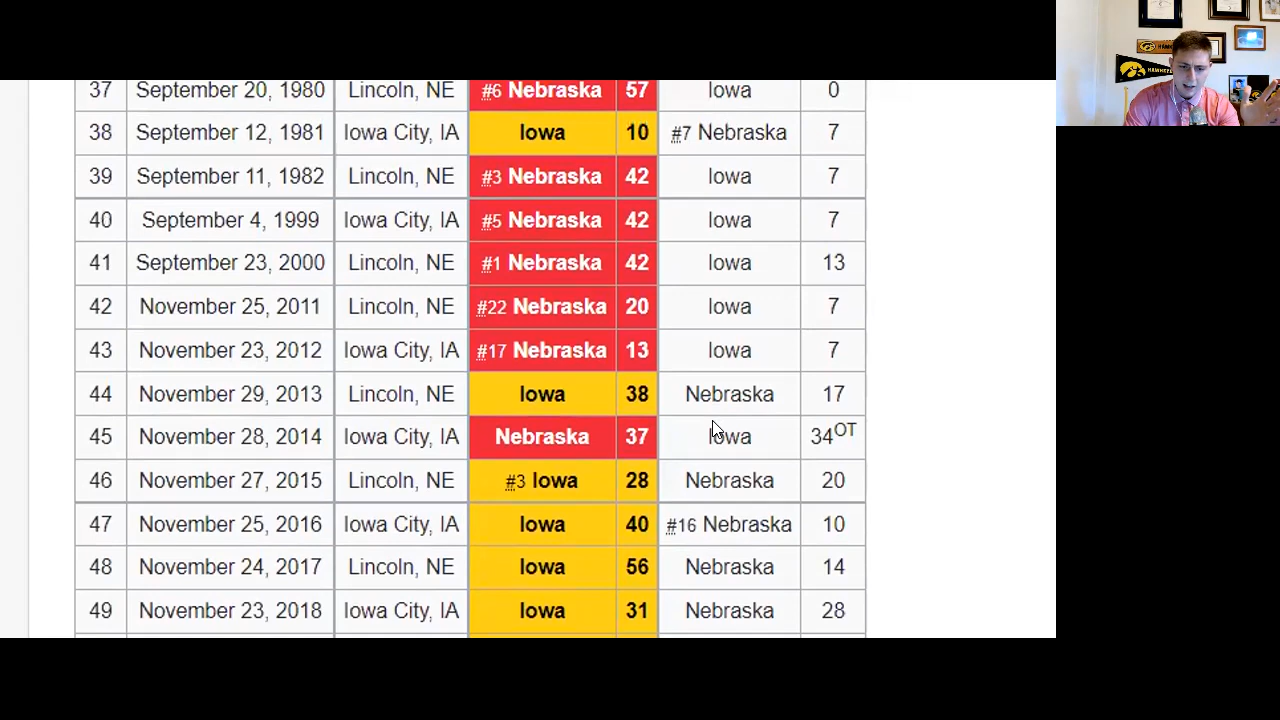 37 September 20, 1980 Lincoln, NE #6 Nebraska 57 Iowa 0
38 September 12, 1981 Iowa City, IA Iowa 10 #7 Nebraska 7
39 September 11, 1982 Lincoln, NE #3 Nebraska 42 Iowa 7
40 September 4, 1999 Iowa City, IA #5 Nebraska 42 Iowa 7
41 September 23, 2000 Lincoln, NE #1 Nebraska 42 Iowa 13
42 November 25, 2011 Lincoln, NE #22 Nebraska 20 Iowa 7
43 November 23, 2012 Iowa City, IA #17 Nebraska 13 Iowa 7
44 November 29, 2013 Lincoln, NE Iowa 38 Nebraska 17
45 November 28, 2014 Iowa City, IA Nebraska 37 Iowa 34OT
46 November 27, 2015 Lincoln, NE #3 Iowa 28 Nebraska 20
47 November 25, 2016 Iowa City, IA Iowa 40 #16 Nebraska 10
48 November 24, 2017 Lincoln, NE Iowa 56 Nebraska 14
49 November 23, 2018 Iowa City, IA Iowa 31 Nebraska 28